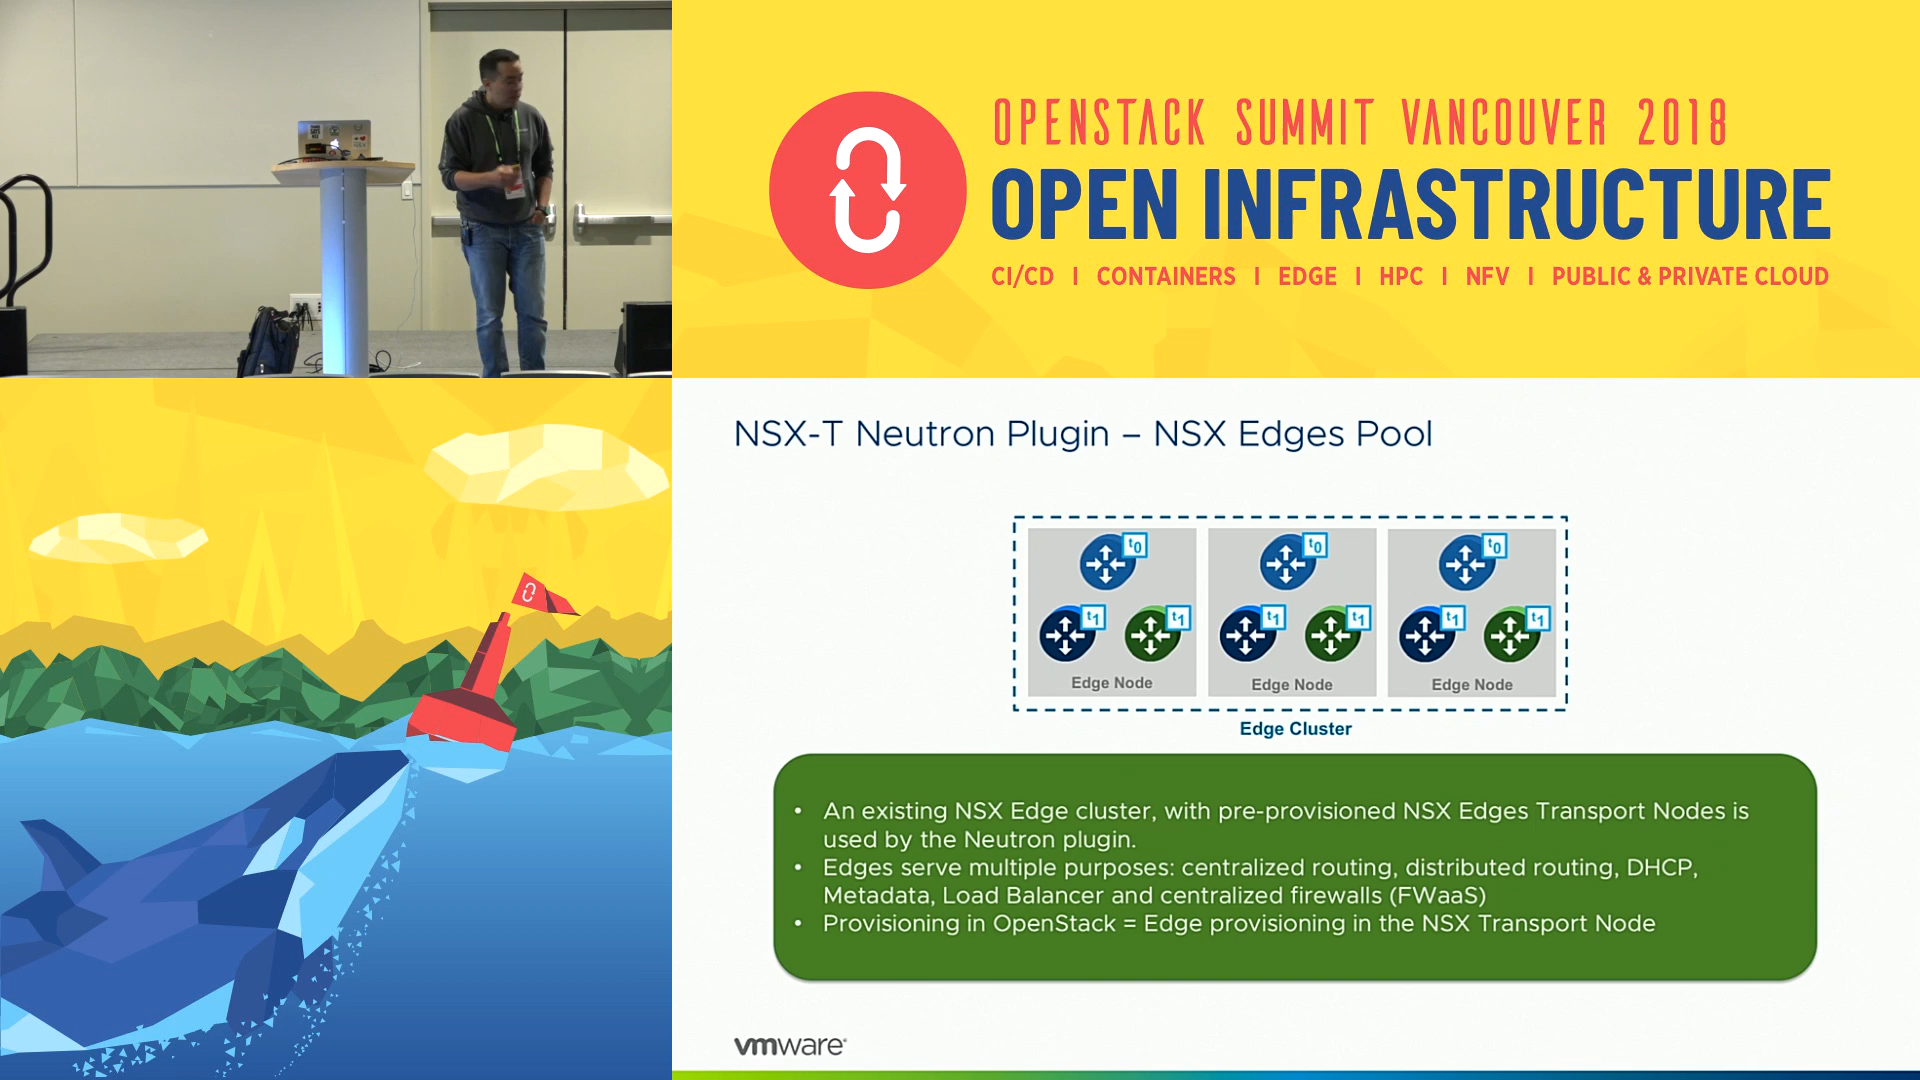 OPENSTACK SUMMIT VANCOUVER 2018
OPEN INFRASTRUCTURE
CI/CD | CONTAINERS | EDGE | HPC | NFV | PUBLIC & PRIVATE CLOUD
NSX-T Neutron Plugin – NSX Edges Pool
t0 t0 t0
t1 t1 t1 t1 t1 t1
Edge Node Edge Node Edge Node
Edge Cluster
• An existing NSX Edge cluster, with pre-provisioned NSX Edges Transport Nodes is
used by the Neutron plugin.
• Edges serve multiple purposes: centralized routing, distributed routing, DHCP,
Metadata, Load Balancer and centralized firewalls (FWaaS)
• Provisioning in OpenStack = Edge provisioning in the NSX Transport Node
vmware